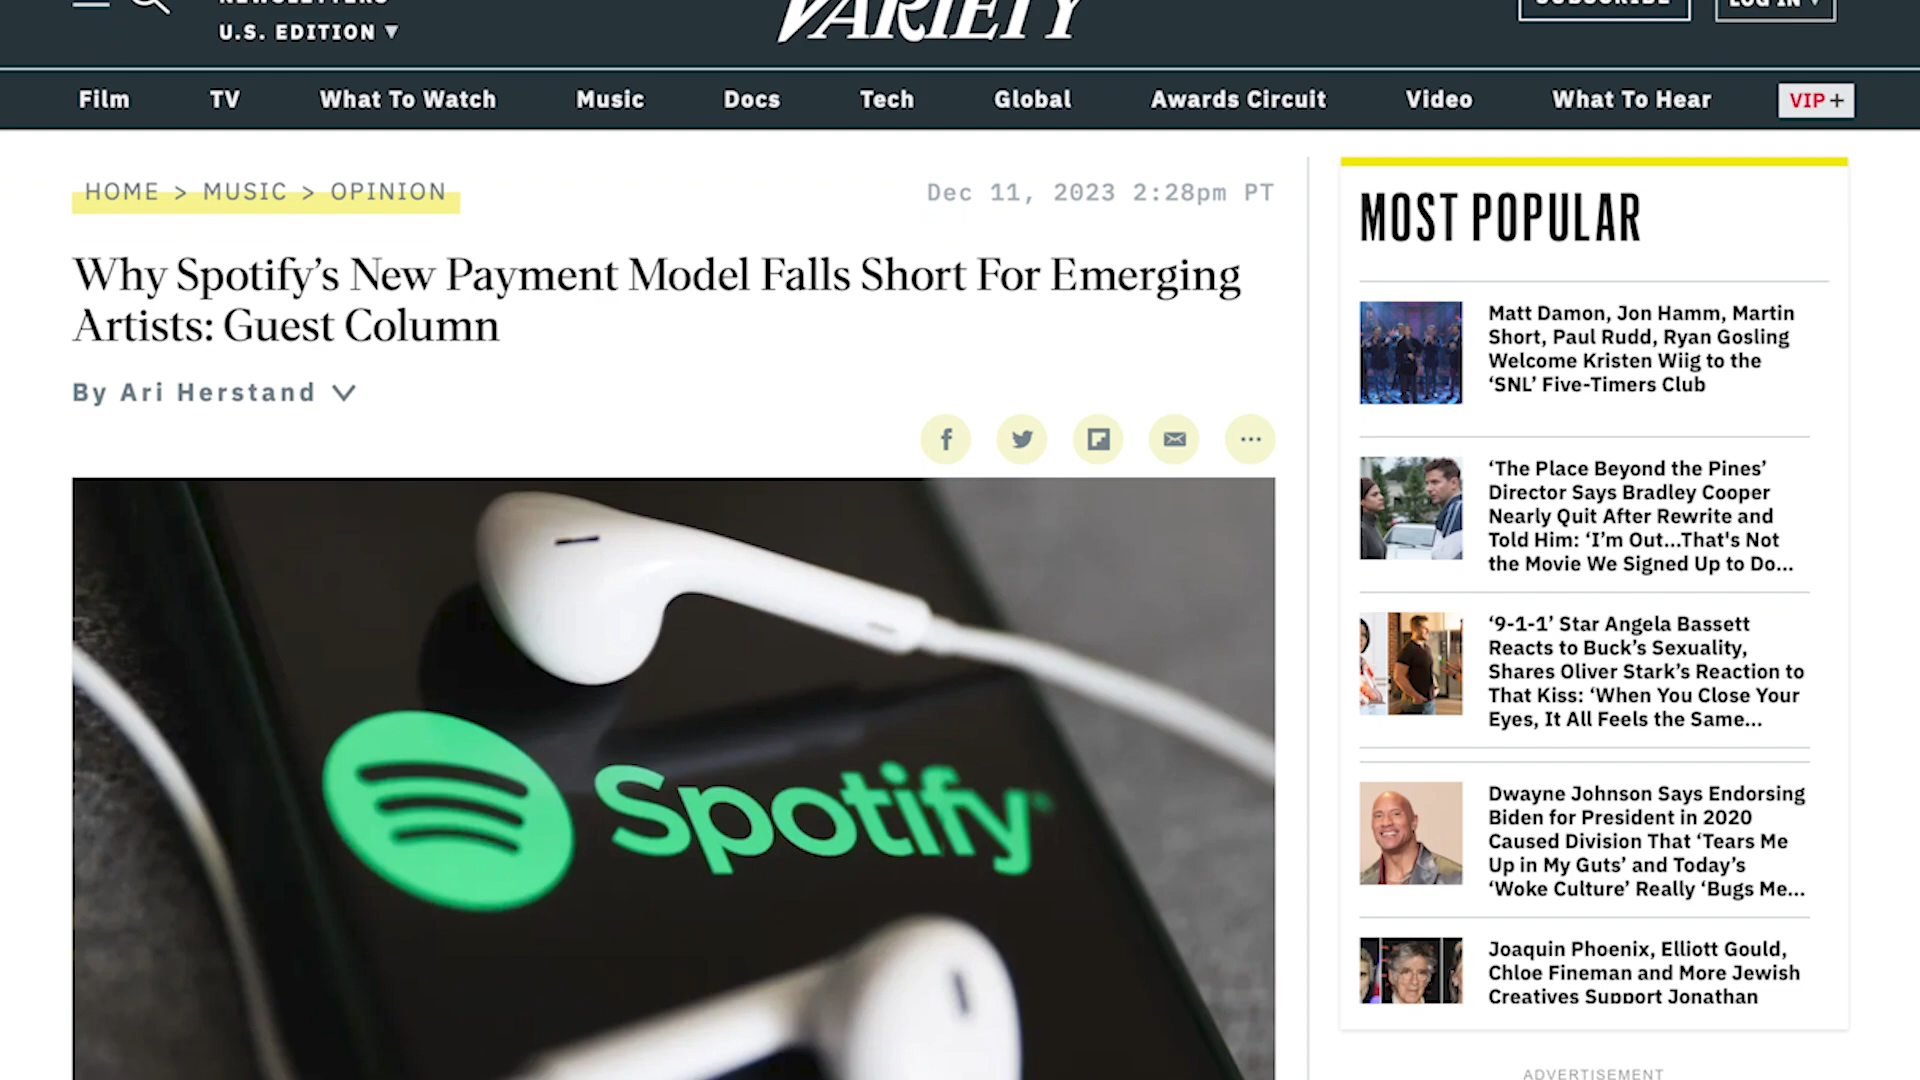 NEWSLETTERS
U.S. EDITION ▼
VARIETY
SUBSCRIBE
LOG IN ▼
Film
TV
What To Watch
Music
Docs
Tech
Global
Awards Circuit
Video
What To Hear
VIP+
HOME > MUSIC > OPINION
Dec 11, 2023 2:28pm PT
Why Spotify’s New Payment Model Falls Short For Emerging
Artists: Guest Column
By Ari Herstand
Spotify
MOST POPULAR
Matt Damon, Jon Hamm, Martin
Short, Paul Rudd, Ryan Gosling
Welcome Kristen Wiig to the
‘SNL’ Five-Timers Club
‘The Place Beyond the Pines’
Director Says Bradley Cooper
Nearly Quit After Rewrite and
Told Him: ‘I’m Out…That's Not
the Movie We Signed Up to Do...
‘9-1-1’ Star Angela Bassett
Reacts to Buck’s Sexuality,
Shares Oliver Stark’s Reaction to
That Kiss: ‘When You Close Your
Eyes, It All Feels the Same...
Dwayne Johnson Says Endorsing
Biden for President in 2020
Caused Division That ‘Tears Me
Up in My Guts’ and Today’s
‘Woke Culture’ Really ‘Bugs Me...
Joaquin Phoenix, Elliott Gould,
Chloe Fineman and More Jewish
Creatives Support Jonathan
ADVERTISEMENT